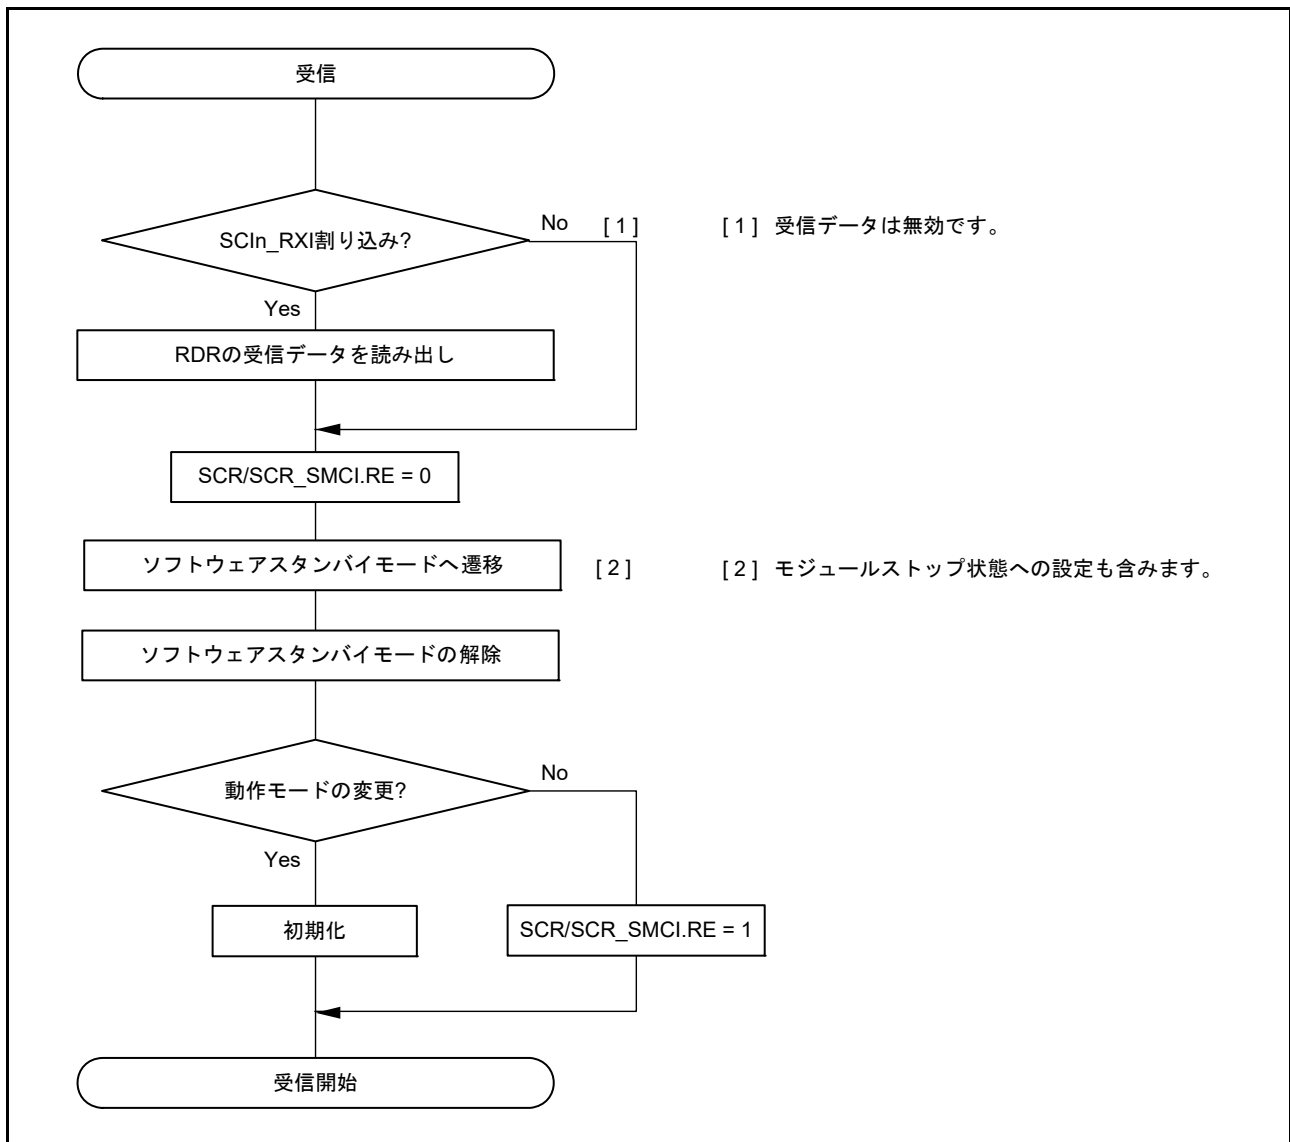 受信
SCIn_RXI割り込み?
No [1] [1] 受信データは無効です。
Yes
RDRの受信データを読み出し
SCR/SCR_SMCI.RE = 0
ソフトウェアスタンバイモードへ遷移 [2] [2] モジュールストップ状態への設定も含みます。
ソフトウェアスタンバイモードの解除
動作モードの変更?
No
Yes
初期化
SCR/SCR_SMCI.RE = 1
受信開始